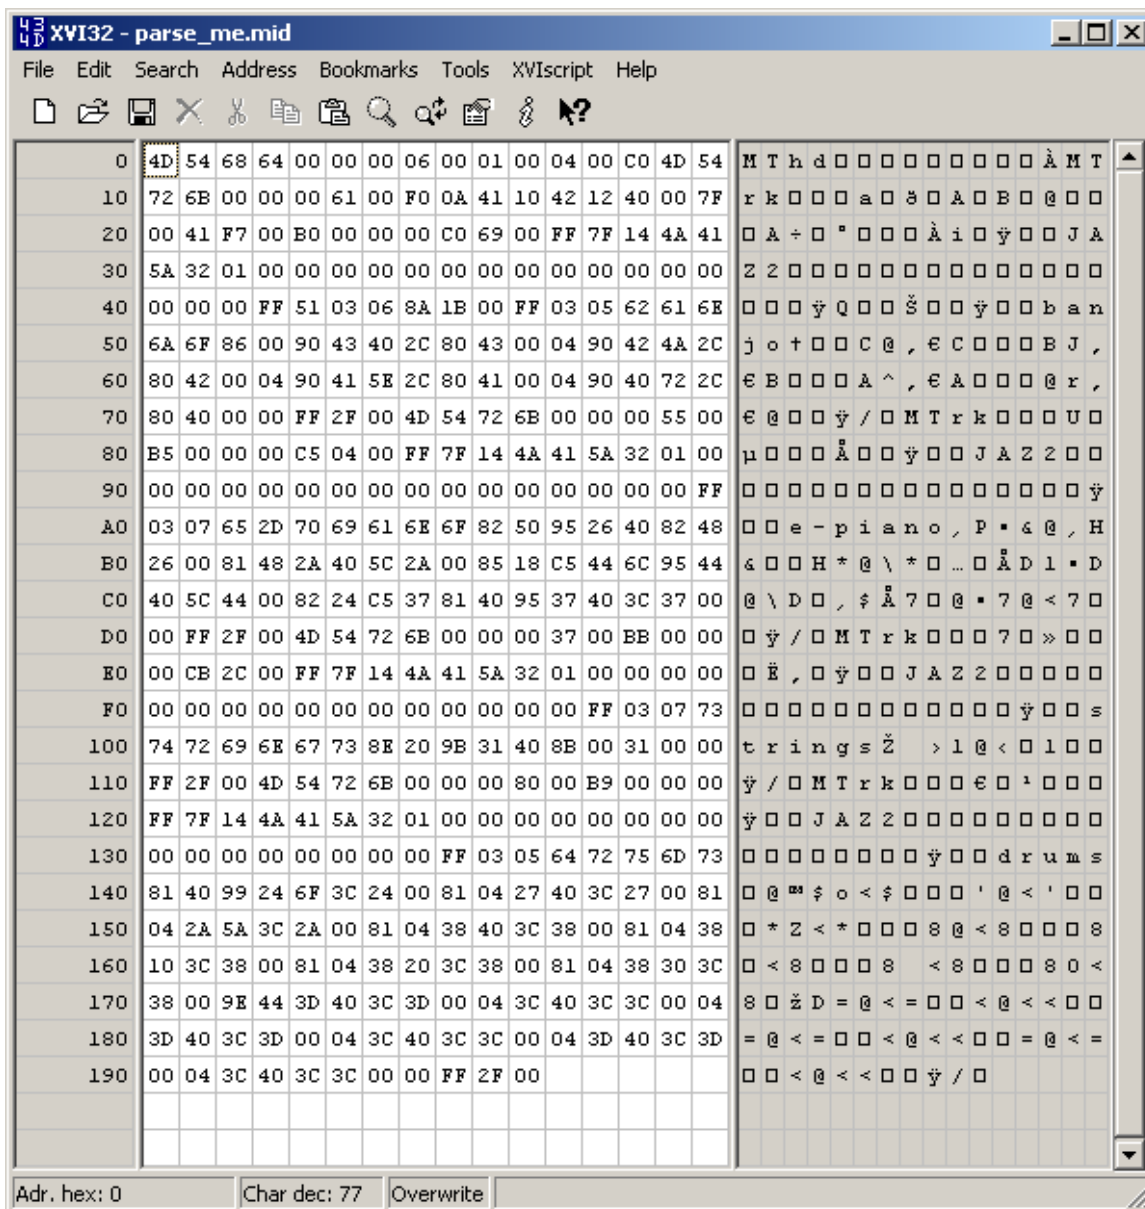 XVI32 - parse_me.mid
File Edit Search Address Bookmarks Tools XVIscript Help
0 4D 54 68 64 00 00 00 06 00 01 00 04 00 C0 4D 54 M T h d □ □ □ □ □ □ □ □ □ À M T
10 72 6B 00 00 00 61 00 F0 0A 41 10 42 12 40 00 7F r k □ □ □ a □ ð □ A □ B □ @ □ □
20 00 41 F7 00 B0 00 00 00 C0 69 00 FF 7F 14 4A 41 □ A ÷ □ ° □ □ □ À i □ ÿ □ □ J A
30 5A 32 01 00 00 00 00 00 00 00 00 00 00 00 00 00 Z 2 □ □ □ □ □ □ □ □ □ □ □ □ □ □
40 00 00 00 FF 51 03 06 8A 1B 00 FF 03 05 62 61 6E □ □ □ ÿ Q □ □ Š □ □ ÿ □ □ b a n
50 6A 6F 86 00 90 43 40 2C 80 43 00 04 90 42 4A 2C j o † □ □ C @ , € C □ □ □ B J ,
60 80 42 00 04 90 41 5E 2C 80 41 00 04 90 40 72 2C € B □ □ □ A ^ , € A □ □ □ @ r ,
70 80 40 00 00 FF 2F 00 4D 54 72 6B 00 00 00 55 00 € @ □ □ ÿ / □ M T r k □ □ □ U □
80 B5 00 00 00 C5 04 00 FF 7F 14 4A 41 5A 32 01 00 µ □ □ □ Å □ □ ÿ □ □ J A Z 2 □ □
90 00 00 00 00 00 00 00 00 00 00 00 00 00 00 00 FF □ □ □ □ □ □ □ □ □ □ □ □ □ □ □ ÿ
A0 03 07 65 2D 70 69 61 6E 6F 82 50 95 26 40 82 48 □ □ e - p i a n o ‚ P • & @ ‚ H
B0 26 00 81 48 2A 40 5C 2A 00 85 18 C5 44 6C 95 44 & □ □ H * @ \ * □ … □ Å D l • D
C0 40 5C 44 00 82 24 C5 37 81 40 95 37 40 3C 37 00 @ \ D □ ‚ $ Å 7 □ @ • 7 @ < 7 □
D0 00 FF 2F 00 4D 54 72 6B 00 00 00 37 00 BB 00 00 □ ÿ / □ M T r k □ □ □ 7 □ » □ □
E0 00 CB 2C 00 FF 7F 14 4A 41 5A 32 01 00 00 00 00 □ Ë , □ ÿ □ □ J A Z 2 □ □ □ □ □
F0 00 00 00 00 00 00 00 00 00 00 00 00 FF 03 07 73 □ □ □ □ □ □ □ □ □ □ □ □ ÿ □ □ s
100 74 72 69 6E 67 73 8E 20 9B 31 40 8B 00 31 00 00 t r i n g s Ž › 1 @ ‹ □ 1 □ □
110 FF 2F 00 4D 54 72 6B 00 00 00 80 00 B9 00 00 00 ÿ / □ M T r k □ □ □ € □ ¹ □ □ □
120 FF 7F 14 4A 41 5A 32 01 00 00 00 00 00 00 00 00 ÿ □ □ J A Z 2 □ □ □ □ □ □ □ □ □
130 00 00 00 00 00 00 00 00 FF 03 05 64 72 75 6D 73 □ □ □ □ □ □ □ □ ÿ □ □ d r u m s
140 81 40 99 24 6F 3C 24 00 81 04 27 40 3C 27 00 81 □ @ ™ $ o < $ □ □ □ ' @ < ' □ □
150 04 2A 5A 3C 2A 00 81 04 38 40 3C 38 00 81 04 38 □ * Z < * □ □ □ 8 @ < 8 □ □ □ 8
160 10 3C 38 00 81 04 38 20 3C 38 00 81 04 38 30 3C □ < 8 □ □ □ 8 < 8 □ □ □ 8 0 <
170 38 00 9E 44 3D 40 3C 3D 00 04 3C 40 3C 3C 00 04 8 □ ž D = @ < = □ □ < @ < < □ □
180 3D 40 3C 3D 00 04 3C 40 3C 3C 00 04 3D 40 3C 3D = @ < = □ □ < @ < < □ □ = @ < =
190 00 04 3C 40 3C 3C 00 00 FF 2F 00 □ □ < @ < < □ □ ÿ / □
Adr. hex: 0 Char dec: 77 Overwrite